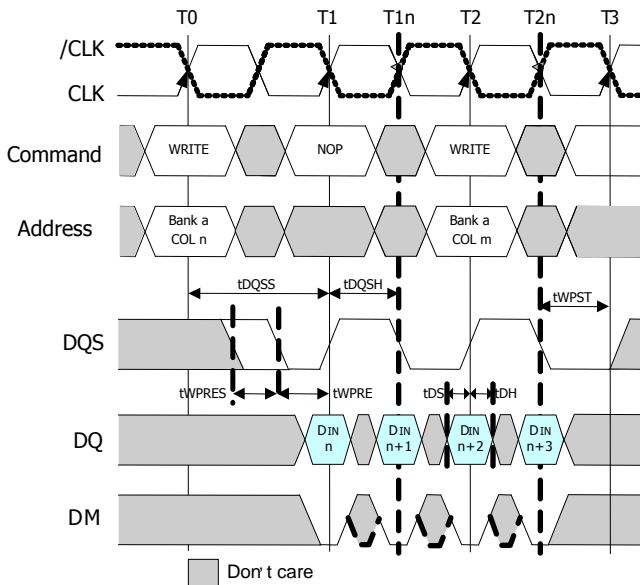 T0 T1 T1n T2 T2n T3
/CLK
CLK
Command WRITE NOP WRITE
Address Bank a COL n Bank a COL m
tDQSS tDQSH tWPST
DQS
tWPRES tWPRE tDS tDH
DQ DIN n DIN n+1 DIN n+2 DIN n+3
DM
Don't care